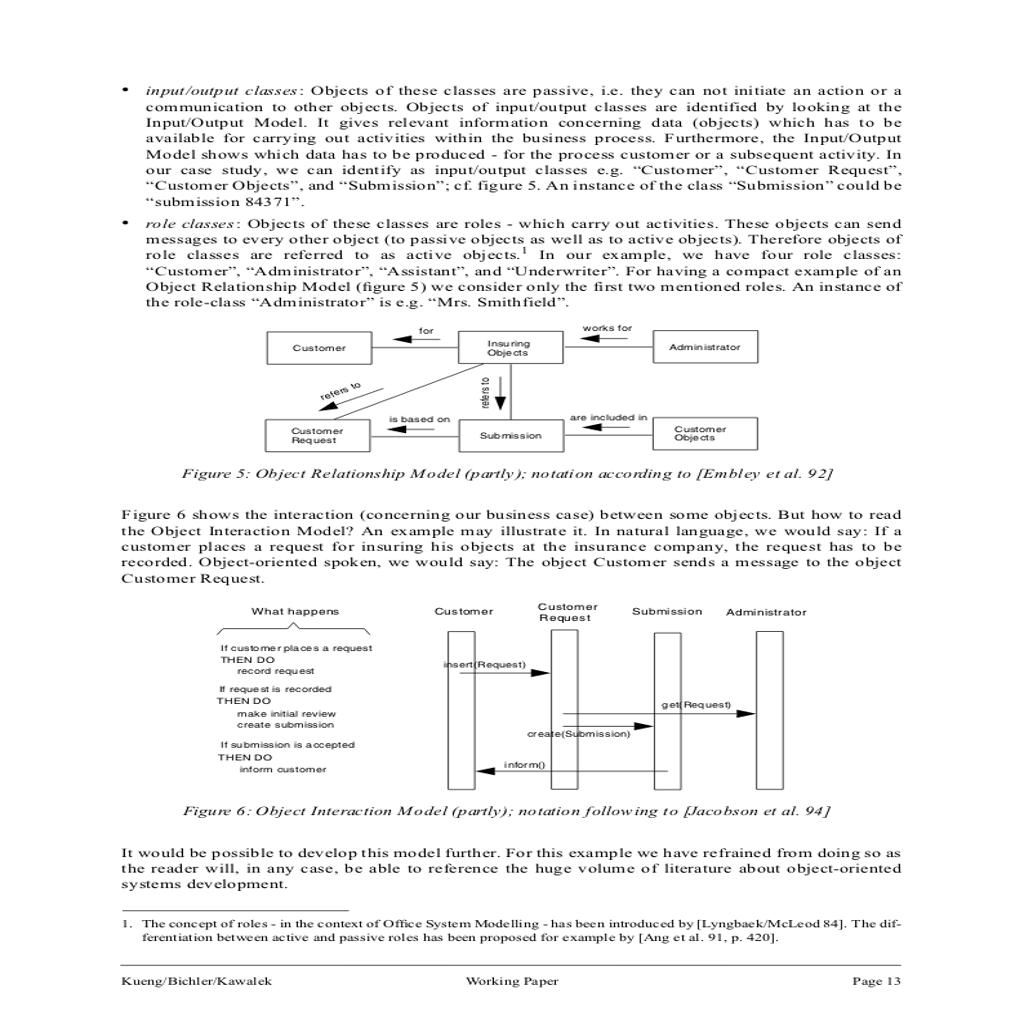 • input/output classes: Objects of these classes are passive, i.e. they can not initiate an action or a
communication to other objects. Objects of input/output classes are identified by looking at the
Input/Output Model. It gives relevant information concerning data (objects) which has to be
available for carrying out activities within the business process. Furthermore, the Input/Output
Model shows which data has to be produced - for the process customer or a subsequent activity. In
our case study, we can identify as input/output classes e.g. “Customer”, “Customer Request”,
“Customer Objects”, and “Submission”; cf. figure 5. An instance of the class “Submission” could be
“submission 84371”.
• role classes: Objects of these classes are roles - which carry out activities. These objects can send
messages to every other object (to passive objects as well as to active objects). Therefore objects of
role classes are referred to as active objects.1 In our example, we have four role classes:
“Customer”, “Administrator”, “Assistant”, and “Underwriter”. For having a compact example of an
Object Relationship Model (figure 5) we consider only the first two mentioned roles. An instance of
the role-class “Administrator” is e.g. “Mrs. Smithfield”.
for
works for
Customer
Insuring
Objects
Administrator
refers to
refers to
is based on
are included in
Customer
Request
Submission
Customer
Objects
Figure 5: Object Relationship Model (partly); notation according to [Embley et al. 92]
Figure 6 shows the interaction (concerning our business case) between some objects. But how to read
the Object Interaction Model? An example may illustrate it. In natural language, we would say: If a
customer places a request for insuring his objects at the insurance company, the request has to be
recorded. Object-oriented spoken, we would say: The object Customer sends a message to the object
Customer Request.
What happens
Customer
Customer
Request
Submission
Administrator
If customer places a request
THEN DO
record request
insert(Request)
If request is recorded
THEN DO
make initial review
create submission
get(Request)
create(Submission)
If submission is accepted
THEN DO
inform customer
inform()
Figure 6: Object Interaction Model (partly); notation following to [Jacobson et al. 94]
It would be possible to develop this model further. For this example we have refrained from doing so as
the reader will, in any case, be able to reference the huge volume of literature about object-oriented
systems development.
1. The concept of roles - in the context of Office System Modelling - has been introduced by [Lyngbaek/McLeod 84]. The dif-
ferentiation between active and passive roles has been proposed for example by [Ang et al. 91, p. 420].
Kueng/Bichler/Kawalek Working Paper Page 13